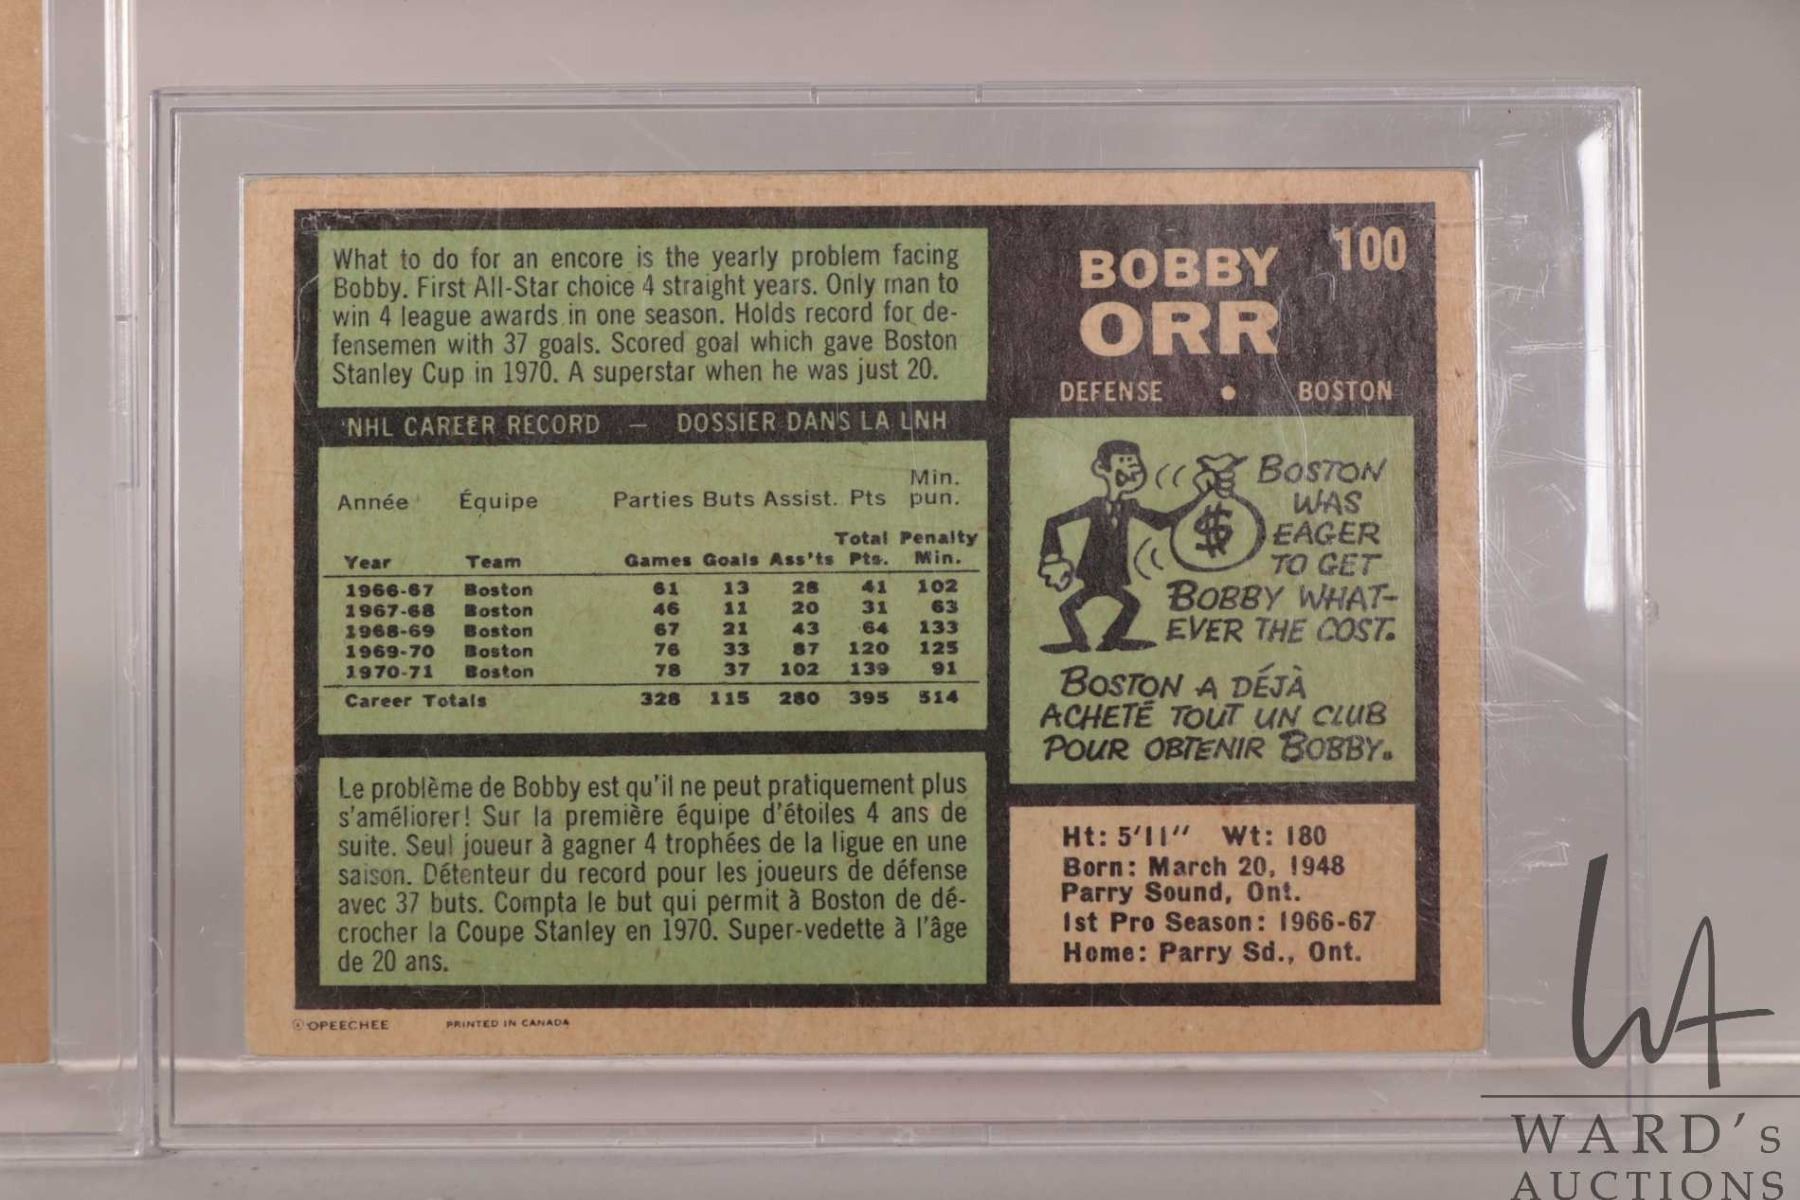 What to do for an encore is the yearly problem facing
Bobby. First All-Star choice 4 straight years. Only man to
win 4 league awards in one season. Holds record for de-
fensemen with 37 goals. Scored goal which gave Boston
Stanley Cup in 1970. A superstar when he was just 20.
NHL CAREER RECORD — DOSSIER DANS LA LNH
Année Équipe Parties Buts Assist. Pts Min. pun.
Year Team Games Goals Ass'ts Total Pts. Penalty Min.
1966-67 Boston 61 13 28 41 102
1967-68 Boston 46 11 20 31 63
1968-69 Boston 67 21 43 64 133
1969-70 Boston 76 33 87 120 125
1970-71 Boston 78 37 102 139 91
Career Totals 328 115 280 395 514
Le problème de Bobby est qu'il ne peut pratiquement plus
s'améliorer! Sur la première équipe d'étoiles 4 ans de
suite. Seul joueur à gagner 4 trophées de la ligue en une
saison. Détenteur du record pour les joueurs de défense
avec 37 buts. Compta le but qui permit à Boston de dé-
crocher la Coupe Stanley en 1970. Super-vedette à l'âge
de 20 ans.
© OPEECHEE PRINTED IN CANADA
BOBBY 100
ORR
DEFENSE • BOSTON
$
BOSTON
WAS
EAGER
TO GET
BOBBY WHAT-
EVER THE COST.
BOSTON A DÉJÀ
ACHETÉ TOUT UN CLUB
POUR OBTENIR BOBBY.
Ht: 5'11" Wt: 180
Born: March 20, 1948
Parry Sound, Ont.
1st Pro Season: 1966-67
Home: Parry Sd., Ont.
WA
WARD's
AUCTIONS